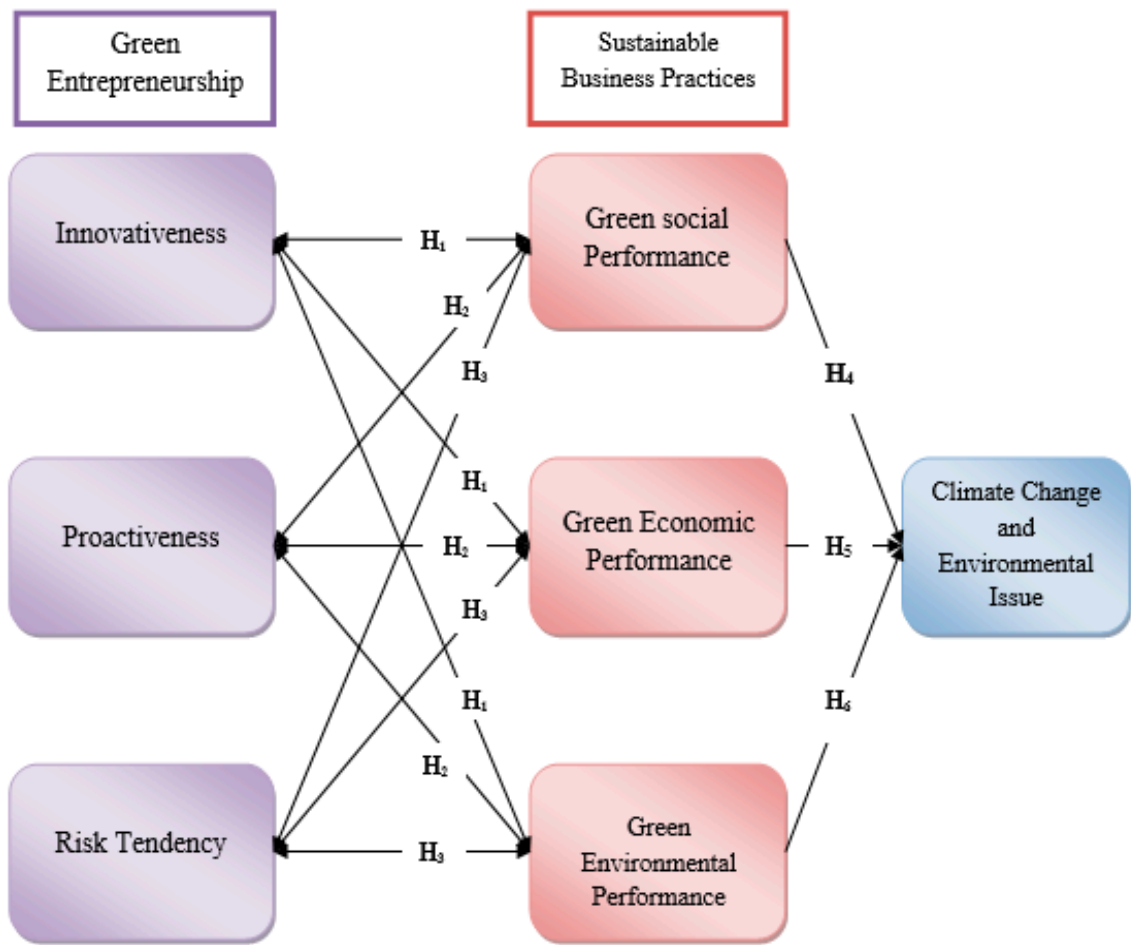 Green
Entrepreneurship
Sustainable
Business Practices
Innovativeness
H₁
Green social
Performance
H₂
H₃
H₄
Proactiveness
H₁
H₂
H₃
Green Economic
Performance
H₅
Climate Change
and
Environmental
Issue
H₁
H₂
H₆
Risk Tendency
H₃
Green
Environmental
Performance